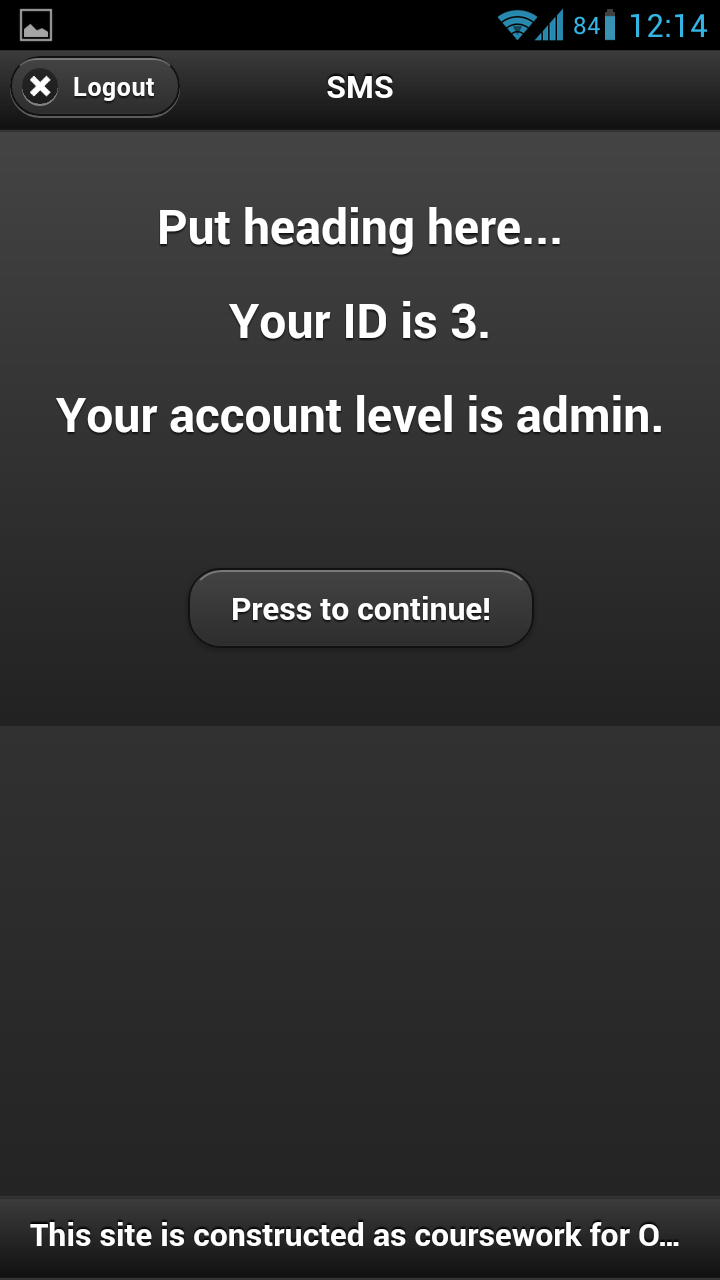 84 12:14
Logout SMS
Put heading here...
Your ID is 3.
Your account level is admin.
Press to continue!
This site is constructed as coursework for O...